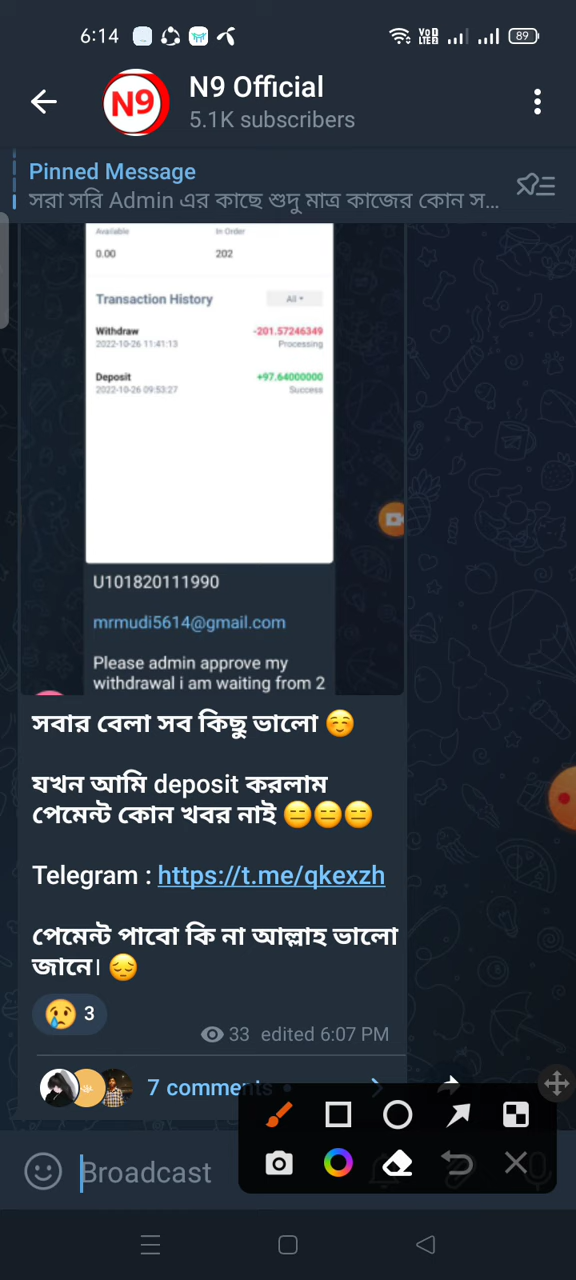 6:14
Vo
LTE 2
89
N9
N9 Official
5.1K subscribers
Pinned Message
সরা সরি Admin এর কাছে শুদু মাত্র কাজের কোন স...
Available
In Order
0.00
202
Transaction History
All
Withdraw
-201.57246349
2022-10-26 11:41:13
Processing
Deposit
+97.64000000
2022-10-26 09:53:27
Success
U101820111990
mrmudi5614@gmail.com
Please admin approve my
withdrawal i am waiting from 2
সবার বেলা সব কিছু ভালো ☺️
যখন আমি deposit করলাম
পেমেন্ট কোন খবর নাই 😑😑😑
Telegram : https://t.me/qkexzh
পেমেন্ট পাবো কি না আল্লাহ ভালো
জানে। 😔
😢 3
33 edited 6:07 PM
7 comments
Broadcast